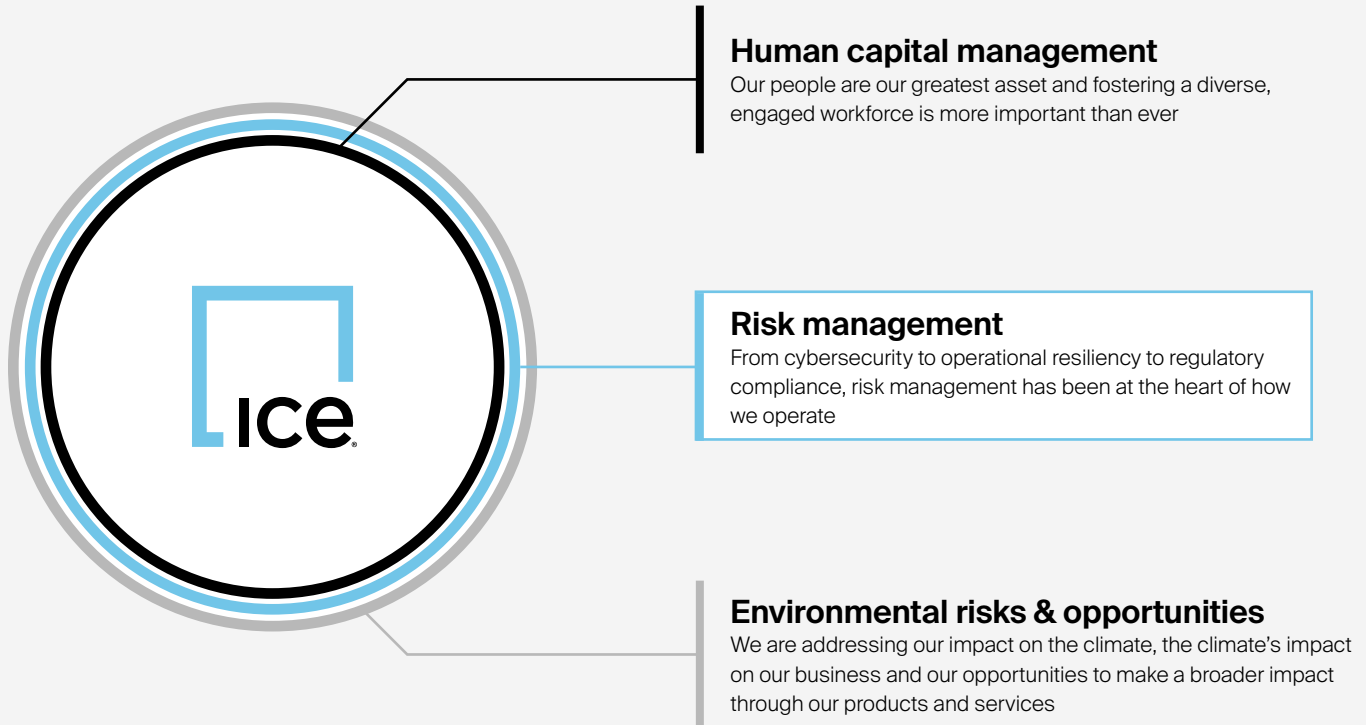 Human capital management
Our people are our greatest asset and fostering a diverse,
engaged workforce is more important than ever
ice®
Risk management
From cybersecurity to operational resiliency to regulatory
compliance, risk management has been at the heart of how
we operate
Environmental risks & opportunities
We are addressing our impact on the climate, the climate’s impact
on our business and our opportunities to make a broader impact
through our products and services